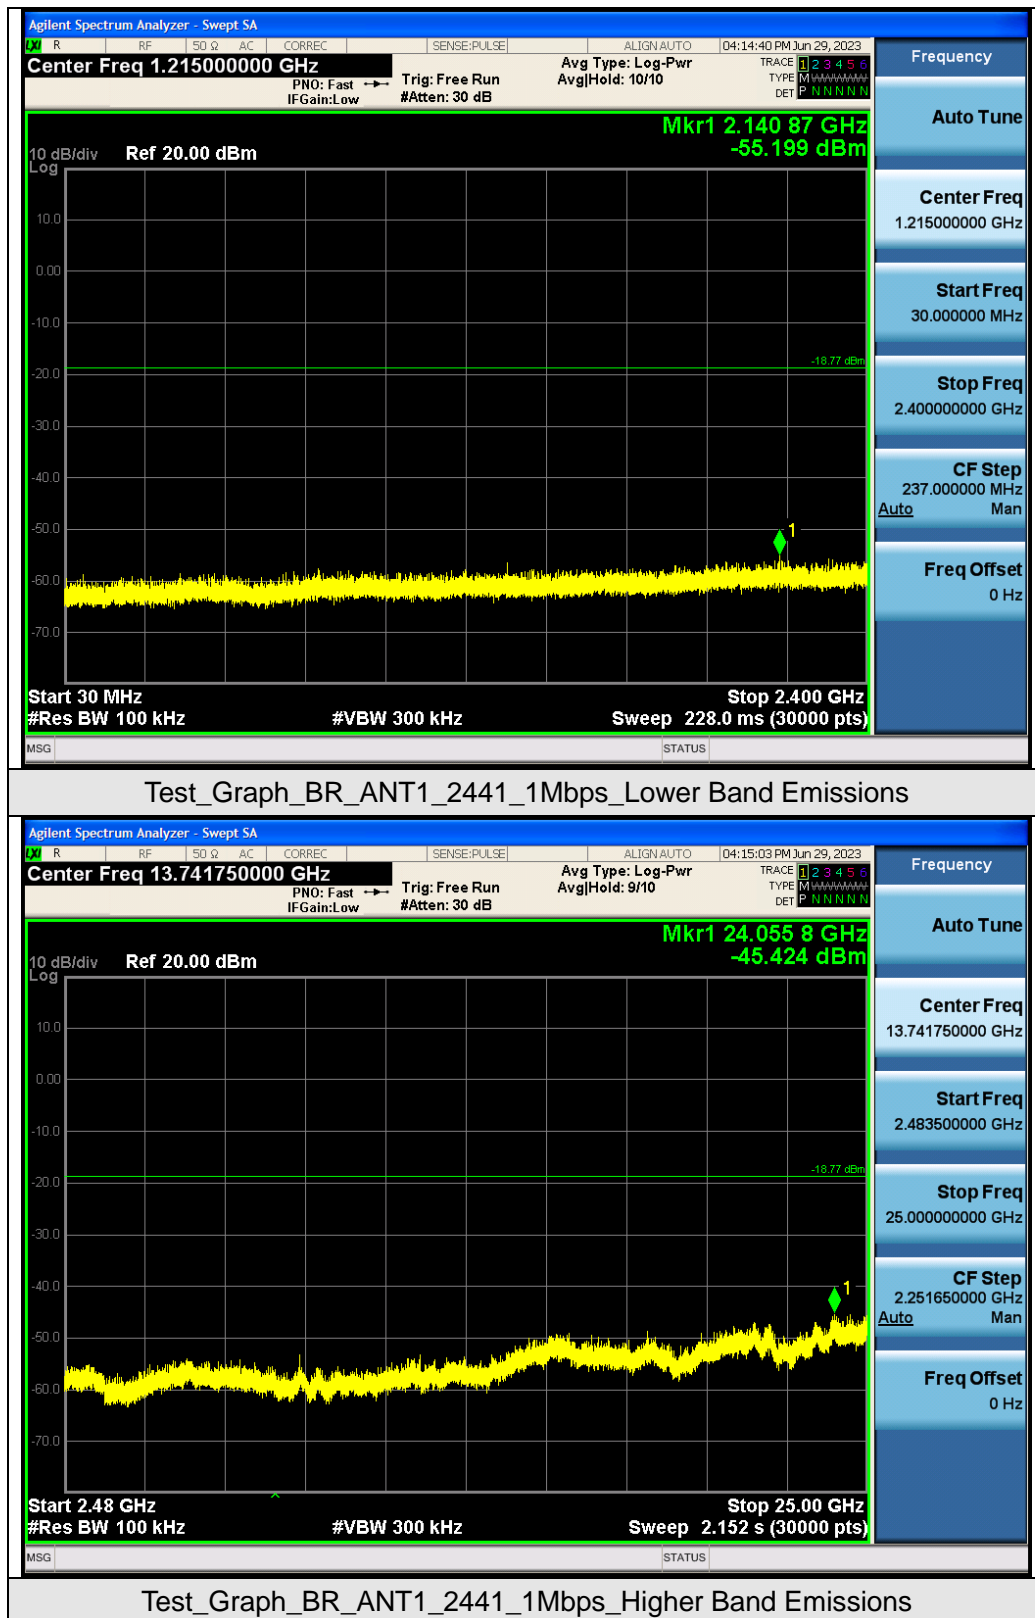 Agilent Spectrum Analyzer - Swept SA
LXI R RF 50 Ω AC CORREC SENSE:PULSE ALIGN AUTO 04:14:40 PM Jun 29, 2023
Center Freq 1.215000000 GHz
PNO: Fast
IFGain:Low
Trig: Free Run
#Atten: 30 dB
Avg Type: Log-Pwr
Avg|Hold: 10/10
TRACE 1 2 3 4 5 6
TYPE M WWWWW
DET P N N N N N
Mkr1 2.140 87 GHz
-55.199 dBm
10 dB/div Ref 20.00 dBm
Log
10.0
0.00
-10.0
-18.77 dBm
-20.0
-30.0
-40.0
-50.0
1
-60.0
-70.0
Start 30 MHz Stop 2.400 GHz
#Res BW 100 kHz #VBW 300 kHz Sweep 228.0 ms (30000 pts)
MSG STATUS
Frequency
Auto Tune
Center Freq
1.215000000 GHz
Start Freq
30.000000 MHz
Stop Freq
2.400000000 GHz
CF Step
237.000000 MHz
Auto Man
Freq Offset
0 Hz
Test_Graph_BR_ANT1_2441_1Mbps_Lower Band Emissions
Agilent Spectrum Analyzer - Swept SA
LXI R RF 50 Ω AC CORREC SENSE:PULSE ALIGN AUTO 04:15:03 PM Jun 29, 2023
Center Freq 13.741750000 GHz
PNO: Fast
IFGain:Low
Trig: Free Run
#Atten: 30 dB
Avg Type: Log-Pwr
Avg|Hold: 9/10
TRACE 1 2 3 4 5 6
TYPE M WWWWW
DET P N N N N N
Mkr1 24.055 8 GHz
-45.424 dBm
10 dB/div Ref 20.00 dBm
Log
10.0
0.00
-10.0
-18.77 dBm
-20.0
-30.0
-40.0
1
-50.0
-60.0
-70.0
Start 2.48 GHz Stop 25.00 GHz
#Res BW 100 kHz #VBW 300 kHz Sweep 2.152 s (30000 pts)
MSG STATUS
Frequency
Auto Tune
Center Freq
13.741750000 GHz
Start Freq
2.483500000 GHz
Stop Freq
25.000000000 GHz
CF Step
2.251650000 GHz
Auto Man
Freq Offset
0 Hz
Test_Graph_BR_ANT1_2441_1Mbps_Higher Band Emissions